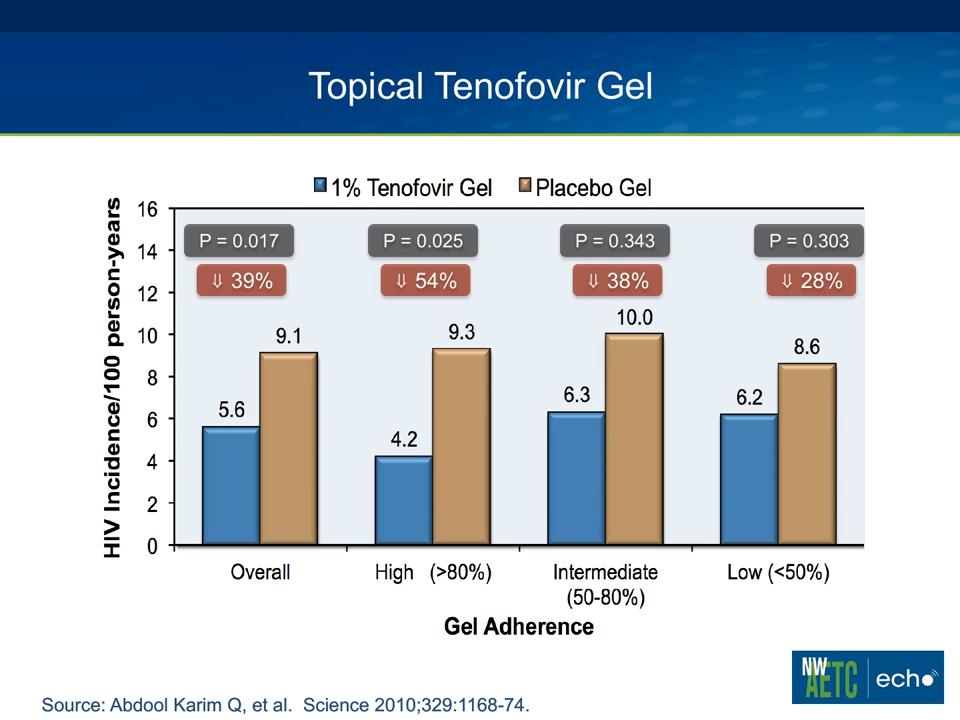 Topical Tenofovir Gel
1% Tenofovir Gel Placebo Gel
HIV Incidence/100 person-years
16
14
12
10
8
6
4
2
0
P = 0.017 P = 0.025 P = 0.343 P = 0.303
⇓ 39% ⇓ 54% ⇓ 38% ⇓ 28%
5.6 9.1 4.2 9.3 6.3 10.0 6.2 8.6
Overall High (>80%) Intermediate Low (<50%)
(50-80%)
Gel Adherence
NW
AETC echo
Source: Abdool Karim Q, et al. Science 2010;329:1168-74.